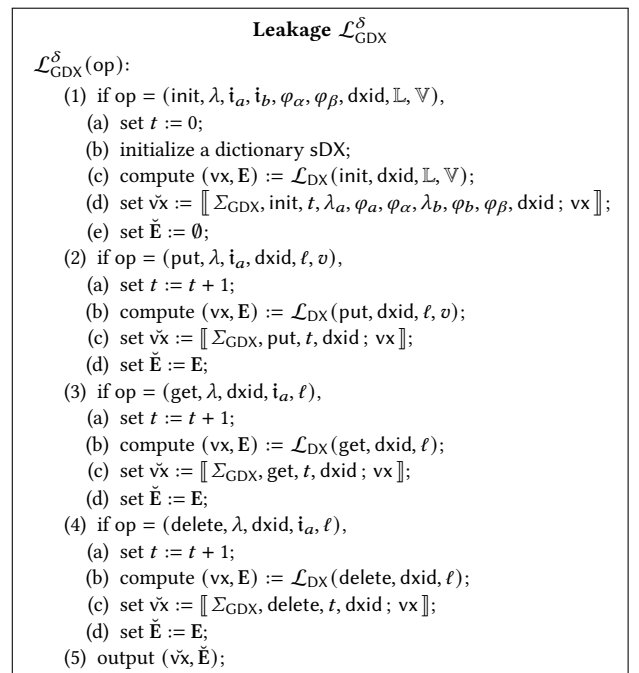 Leakage 𝓛^δ_GDX
𝓛^δ_GDX(op):
(1) if op = (init, λ, 𝐢_a, 𝐢_b, φ_α, φ_β, dxid, 𝕃, 𝕍),
(a) set t := 0;
(b) initialize a dictionary sDX;
(c) compute (vx, E) := 𝓛_DX(init, dxid, 𝕃, 𝕍);
(d) set v̆x := ⟦ Σ_GDX, init, t, λ_a, φ_a, φ_α, λ_b, φ_b, φ_β, dxid ; vx ⟧;
(e) set Ĕ := ∅;
(2) if op = (put, λ, 𝐢_a, dxid, ℓ, v),
(a) set t := t + 1;
(b) compute (vx, E) := 𝓛_DX(put, dxid, ℓ, v);
(c) set v̆x := ⟦ Σ_GDX, put, t, dxid ; vx ⟧;
(d) set Ĕ := E;
(3) if op = (get, λ, dxid, 𝐢_a, ℓ),
(a) set t := t + 1;
(b) compute (vx, E) := 𝓛_DX(get, dxid, ℓ);
(c) set v̆x := ⟦ Σ_GDX, get, t, dxid ; vx ⟧;
(d) set Ĕ := E;
(4) if op = (delete, λ, dxid, 𝐢_a, ℓ),
(a) set t := t + 1;
(b) compute (vx, E) := 𝓛_DX(delete, dxid, ℓ);
(c) set v̆x := ⟦ Σ_GDX, delete, t, dxid ; vx ⟧;
(d) set Ĕ := E;
(5) output (v̆x, Ĕ);